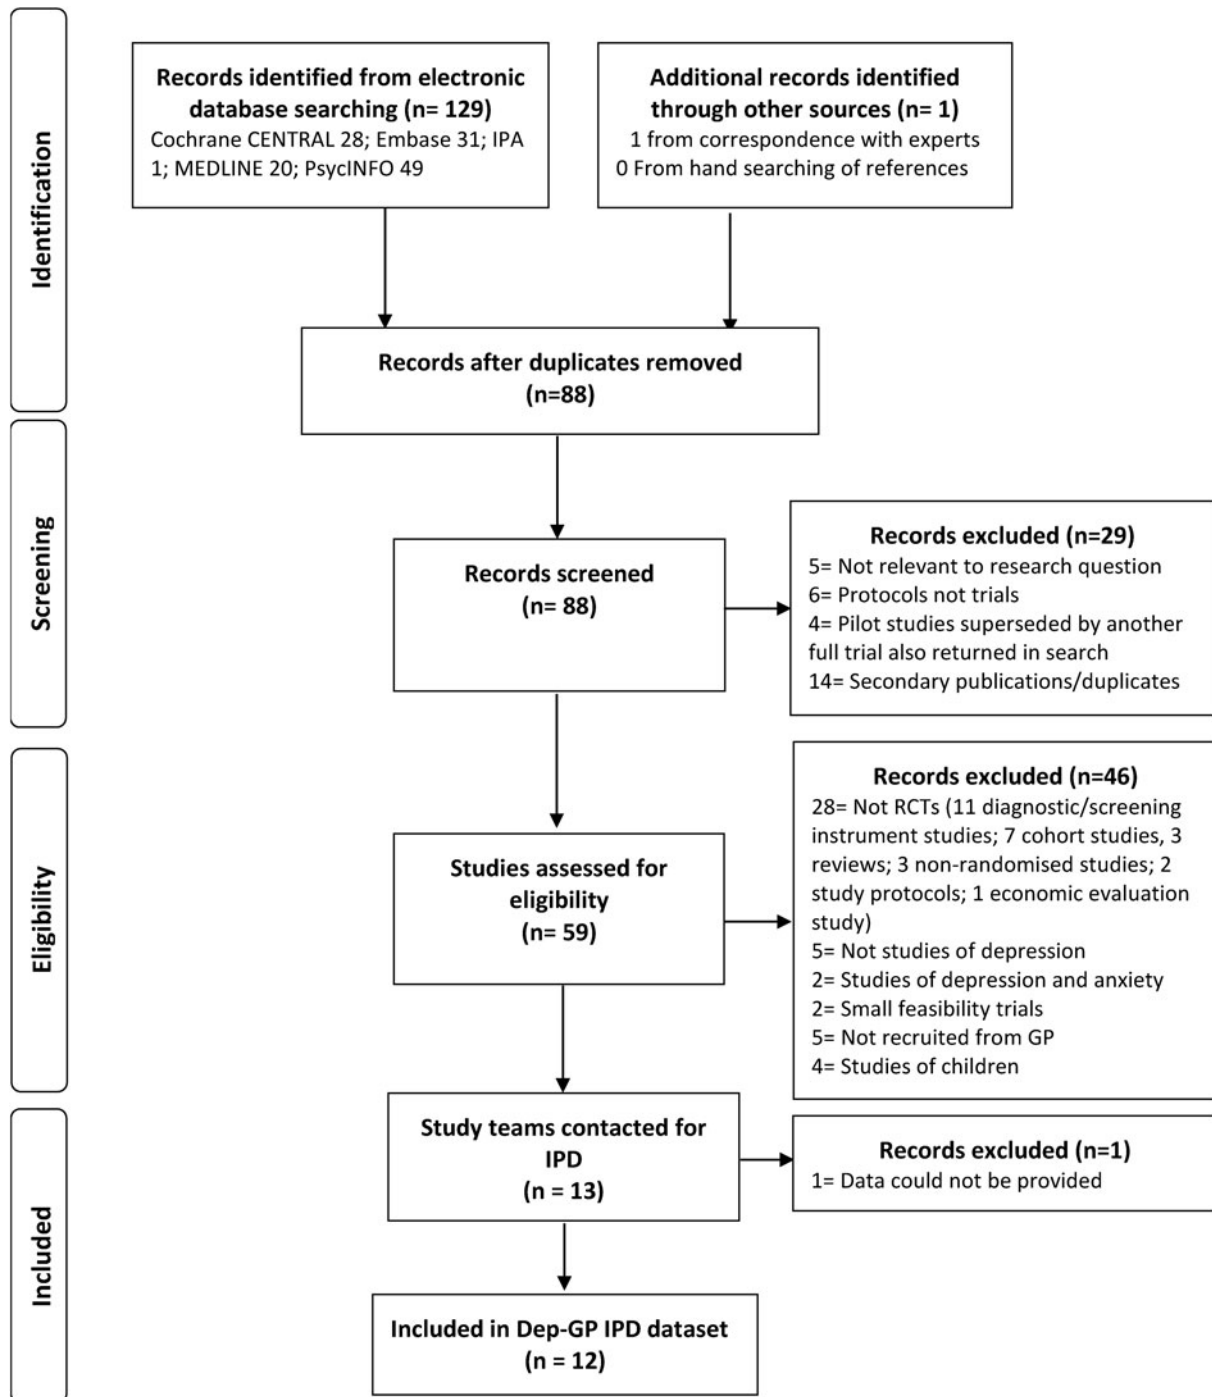 Identification
Records identified from electronic
database searching (n= 129)
Cochrane CENTRAL 28; Embase 31; IPA
1; MEDLINE 20; PsycINFO 49
Additional records identified
through other sources (n= 1)
1 from correspondence with experts
0 From hand searching of references
Records after duplicates removed
(n=88)
Screening
Records screened
(n= 88)
Records excluded (n=29)
5= Not relevant to research question
6= Protocols not trials
4= Pilot studies superseded by another
full trial also returned in search
14= Secondary publications/duplicates
Eligibility
Studies assessed for
eligibility
(n= 59)
Records excluded (n=46)
28= Not RCTs (11 diagnostic/screening
instrument studies; 7 cohort studies, 3
reviews; 3 non-randomised studies; 2
study protocols; 1 economic evaluation
study)
5= Not studies of depression
2= Studies of depression and anxiety
2= Small feasibility trials
5= Not recruited from GP
4= Studies of children
Included
Study teams contacted for
IPD
(n = 13)
Records excluded (n=1)
1= Data could not be provided
Included in Dep-GP IPD dataset
(n = 12)